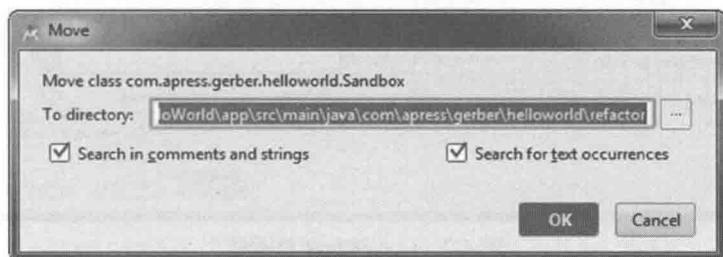 Move
Move class com.apress.gerber.helloworld.Sandbox
To directory: oWorld\app\src\main\java\com\apress\gerber\helloworld\refactor ...
Search in comments and strings Search for text occurrences
OK Cancel